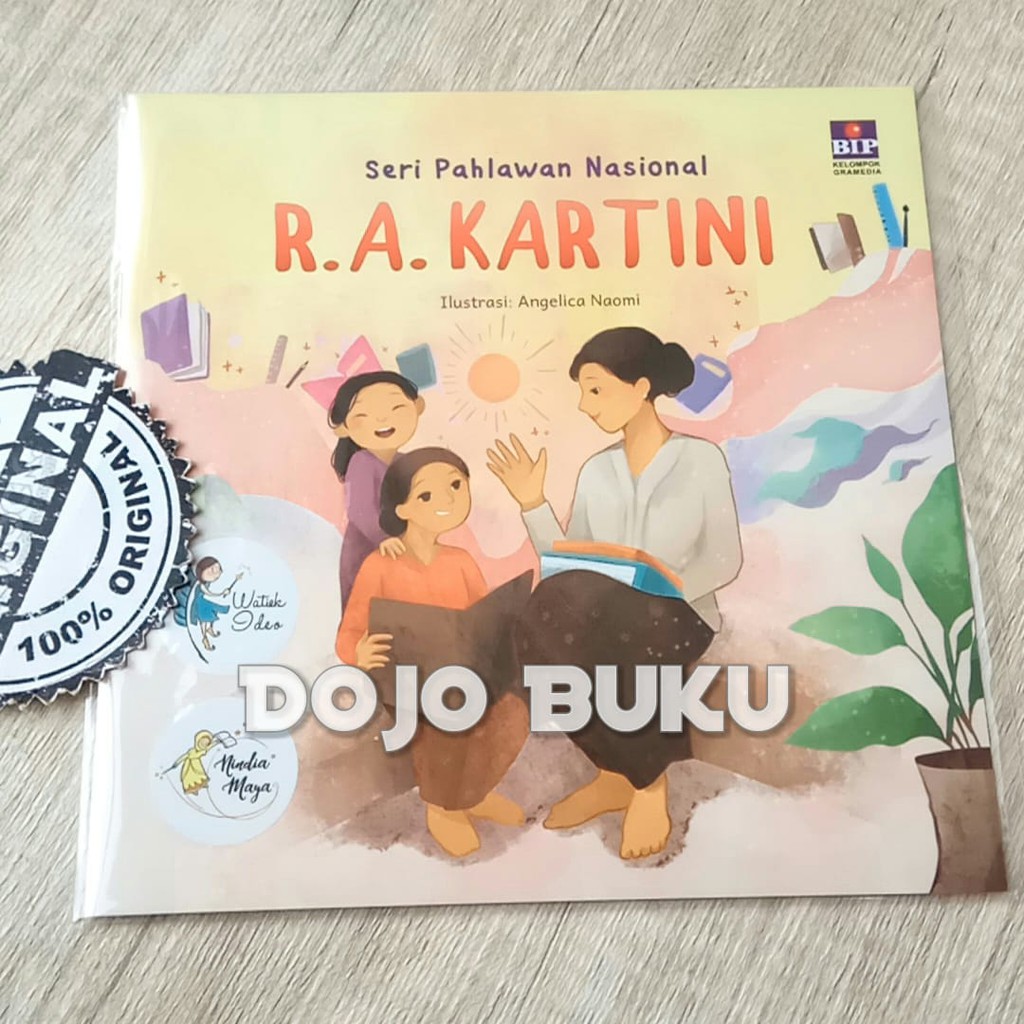 Seri Pahlawan Nasional
R.A. KARTINI
Ilustrasi: Angelica Naomi
BIP
KELOMPOK
GRAMEDIA
ORIGINAL
100% ORIGINAL
Watiek
Ideo
DOJO BUKU
Nindia
Maya